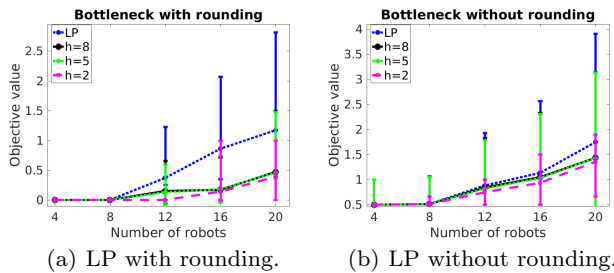 Bottleneck with rounding
LP
h=8
h=5
h=2
2.5
2
1.5
1
0.5
0
Objective value
4 8 12 16 20
Number of robots
(a) LP with rounding.
Bottleneck without rounding
LP
h=8
h=5
h=2
4
3.5
3
2.5
2
1.5
1
0.5
Objective value
4 8 12 16 20
Number of robots
(b) LP without rounding.